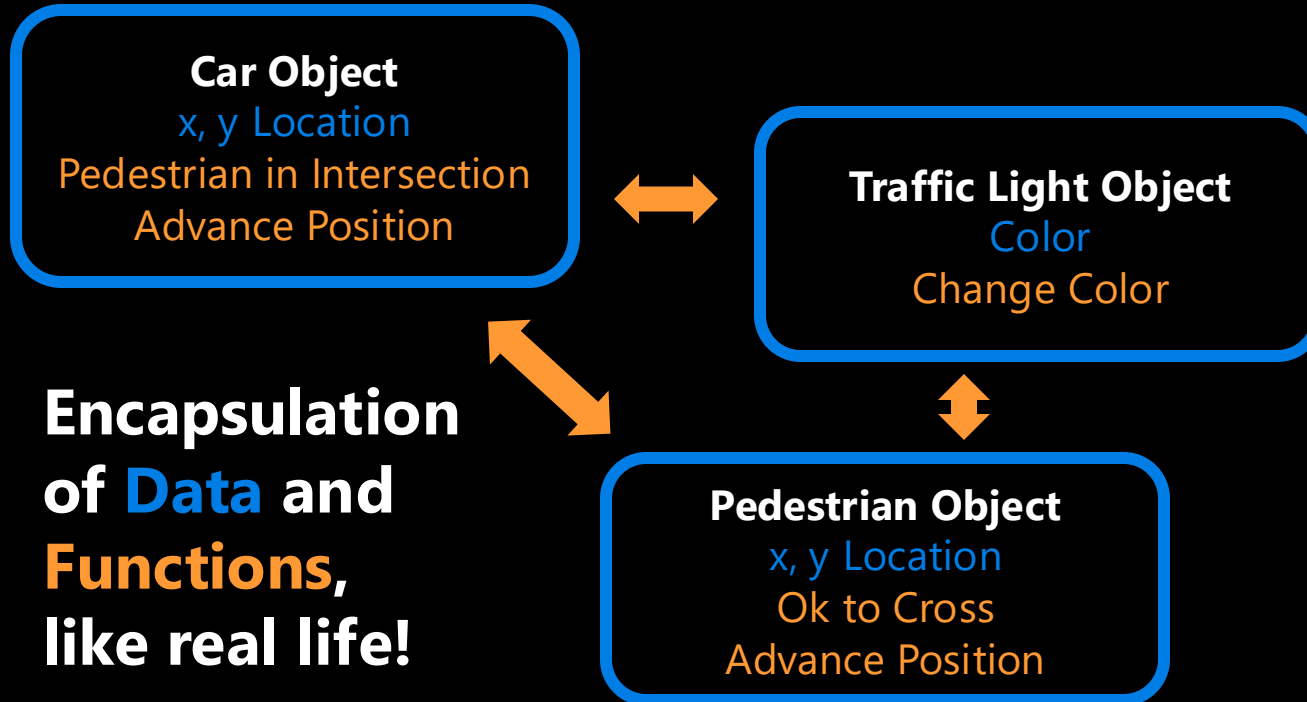 Car Object
x, y Location
Pedestrian in Intersection
Advance Position
Traffic Light Object
Color
Change Color
Encapsulation
of Data and
Functions,
like real life!
Pedestrian Object
x, y Location
Ok to Cross
Advance Position